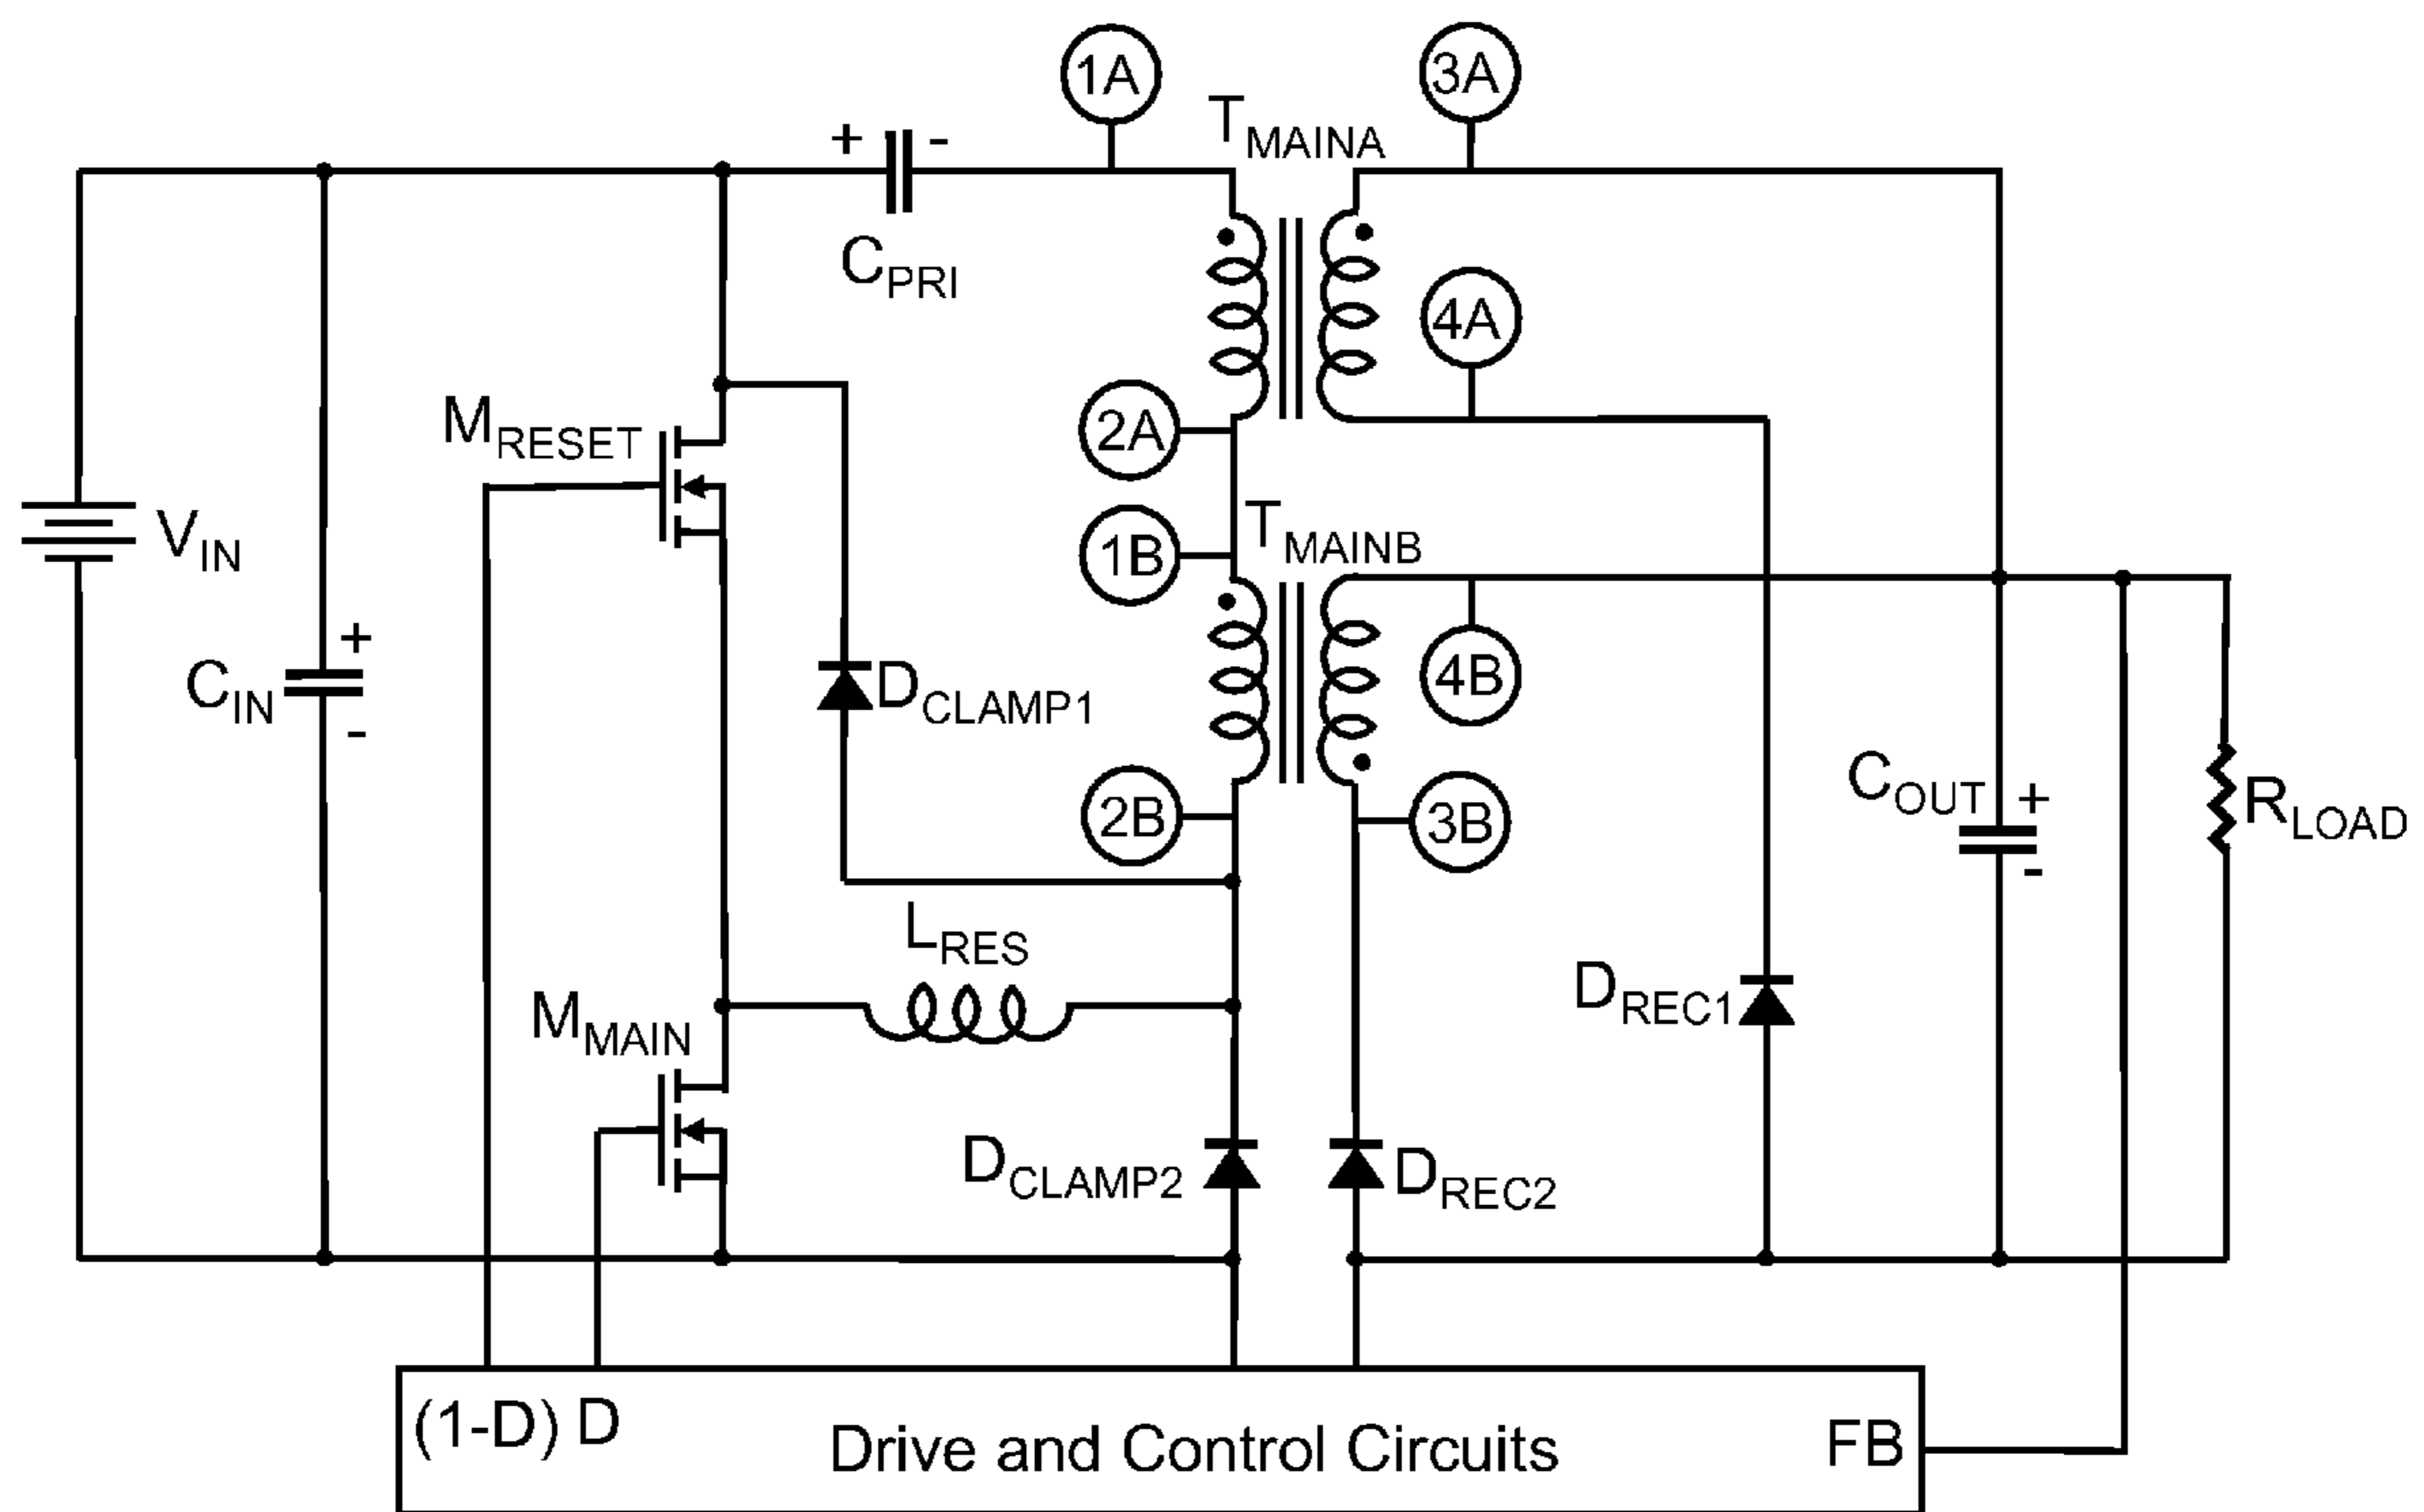 1A
3A
TMAINA
+ -
CPRI
4A
MRESET
2A
TMAINB
1B
VIN
+
CIN
-
DCLAMP1
4B
2B
3B
COUT
+
-
RLOAD
LRES
DREC1
MMAIN
DCLAMP2
DREC2
(1-D) D
Drive and Control Circuits
FB